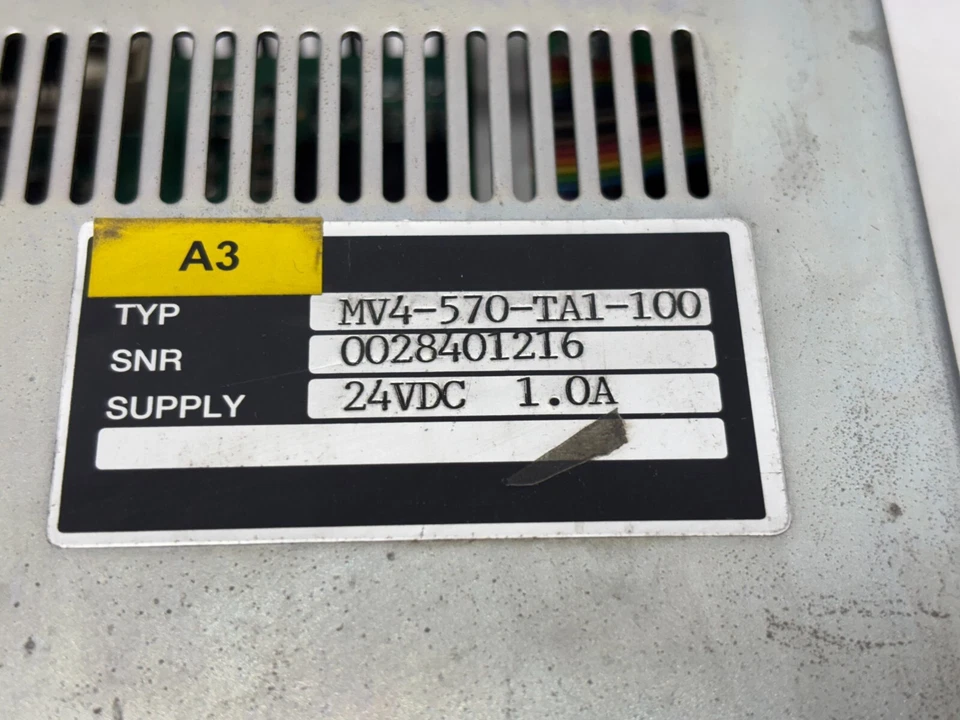 A3
TYP MV4-570-TA1-100
SNR 0028401216
SUPPLY 24VDC 1.0A